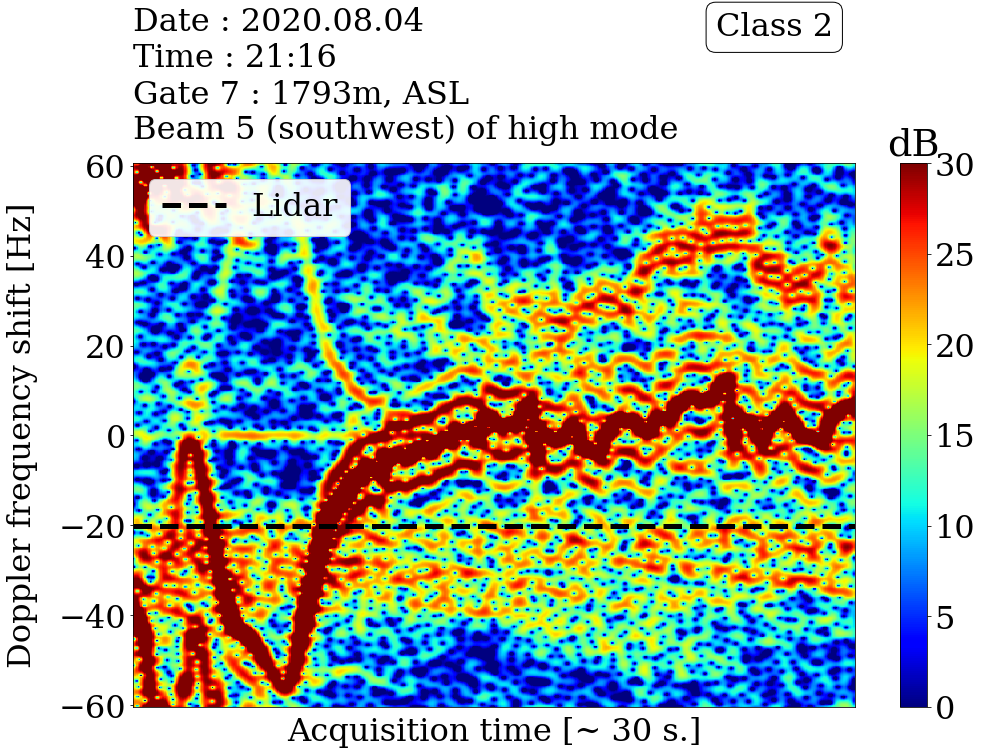 Date : 2020.08.04
Time : 21:16
Gate 7 : 1793m, ASL
Beam 5 (southwest) of high mode
Class 2
dB
Lidar
Doppler frequency shift [Hz]
60
40
20
0
−20
−40
−60
Acquisition time [~ 30 s.]
30
25
20
15
10
5
0